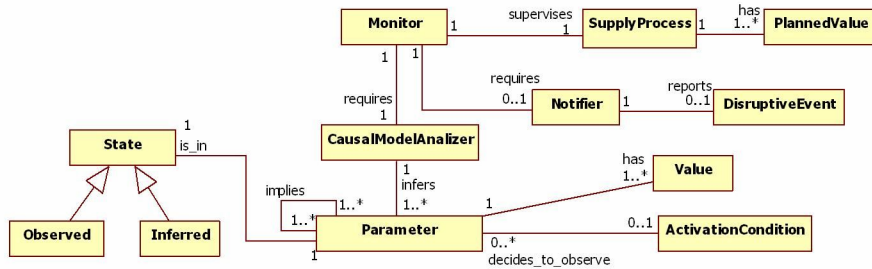 Monitor
1
supervises
1
SupplyProcess
1
has
1..*
PlannedValue
1
1
requires
0..1
Notifier
1
reports
0..1
DisruptiveEvent
requires
1
CausalModelAnalizer
1
infers
1..*
State
1
is_in
Observed
Inferred
implies
1..*
1..*
Parameter
1
1
has
1..*
Value
0..*
decides_to_observe
0..1
ActivationCondition